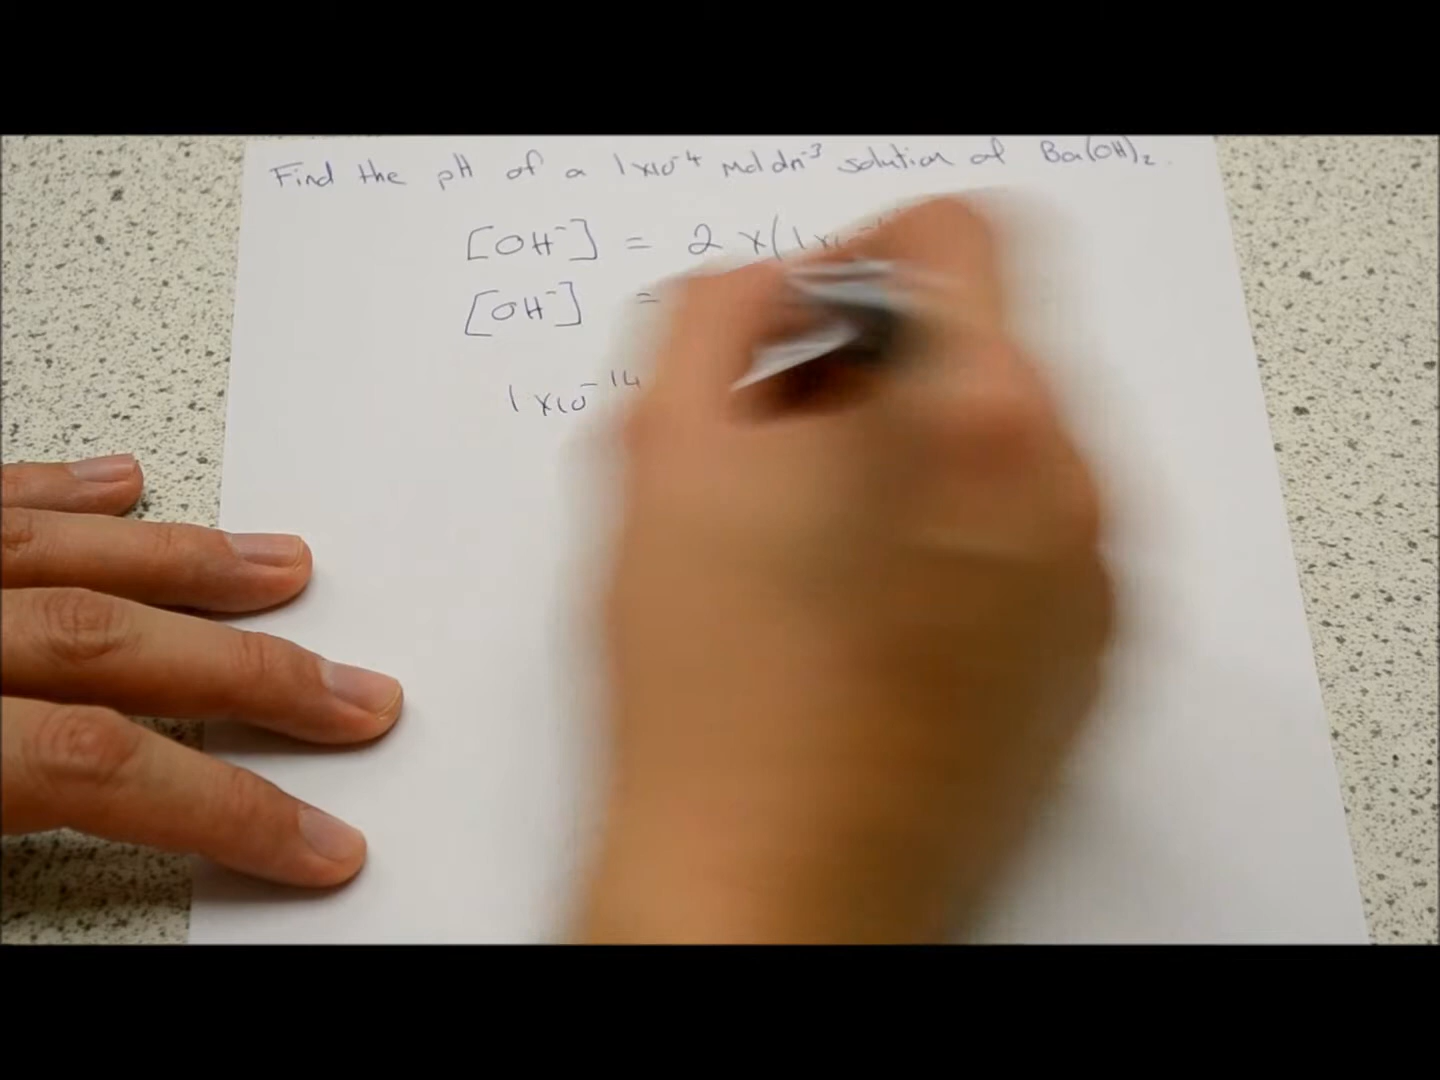 Find the pH of a 1x10⁻⁴ mol dm⁻³ solution of Ba(OH)₂.
[OH⁻] = 2 x(1x
[OH⁻] =
1x10⁻¹⁴